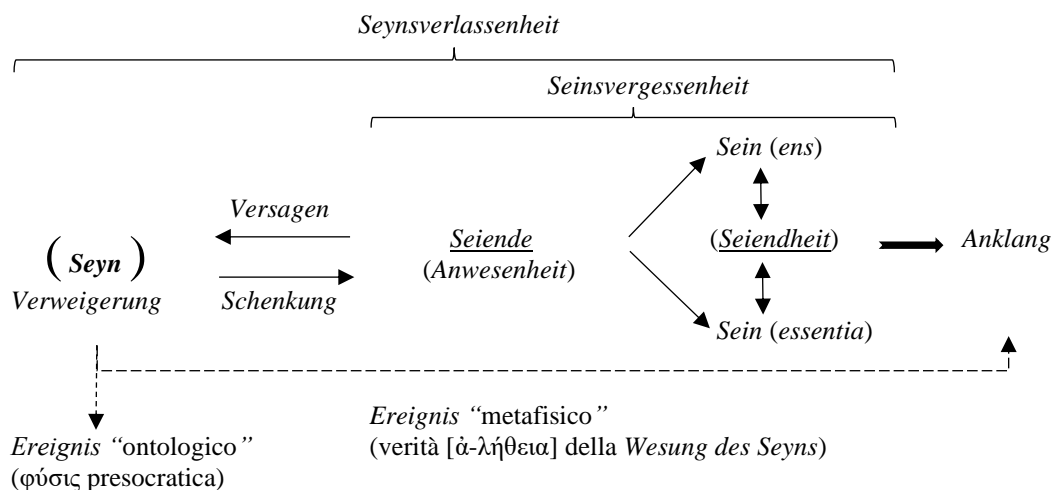 Seynsverlassenheit
Seinsvergessenheit
Sein (ens)
Versagen
(Seyn)
Verweigerung
Schenkung
Seiende
(Anwesenheit)
(Seiendheit)
Anklang
Sein (essentia)
Ereignis “ontologico”
(φύσις presocratica)
Ereignis “metafisico”
(verità [ἀ-λήθεια] della Wesung des Seyns)